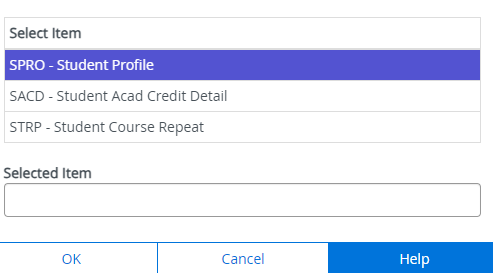 Select Item
SPRO - Student Profile
SACD - Student Acad Credit Detail
STRP - Student Course Repeat
Selected Item
OK Cancel Help